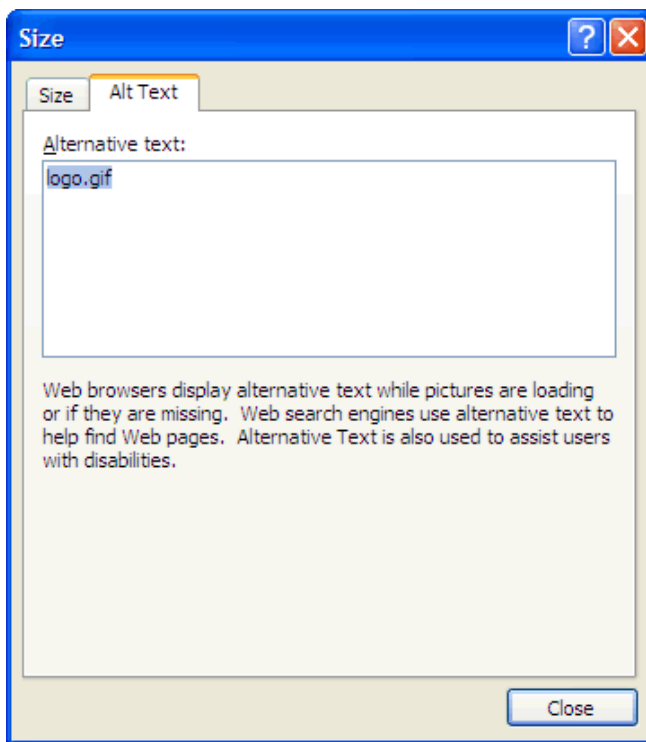 Size
Size
Alt Text
Alternative text:
logo.gif
Web browsers display alternative text while pictures are loading
or if they are missing.  Web search engines use alternative text to
help find Web pages.  Alternative Text is also used to assist users
with disabilities.
Close